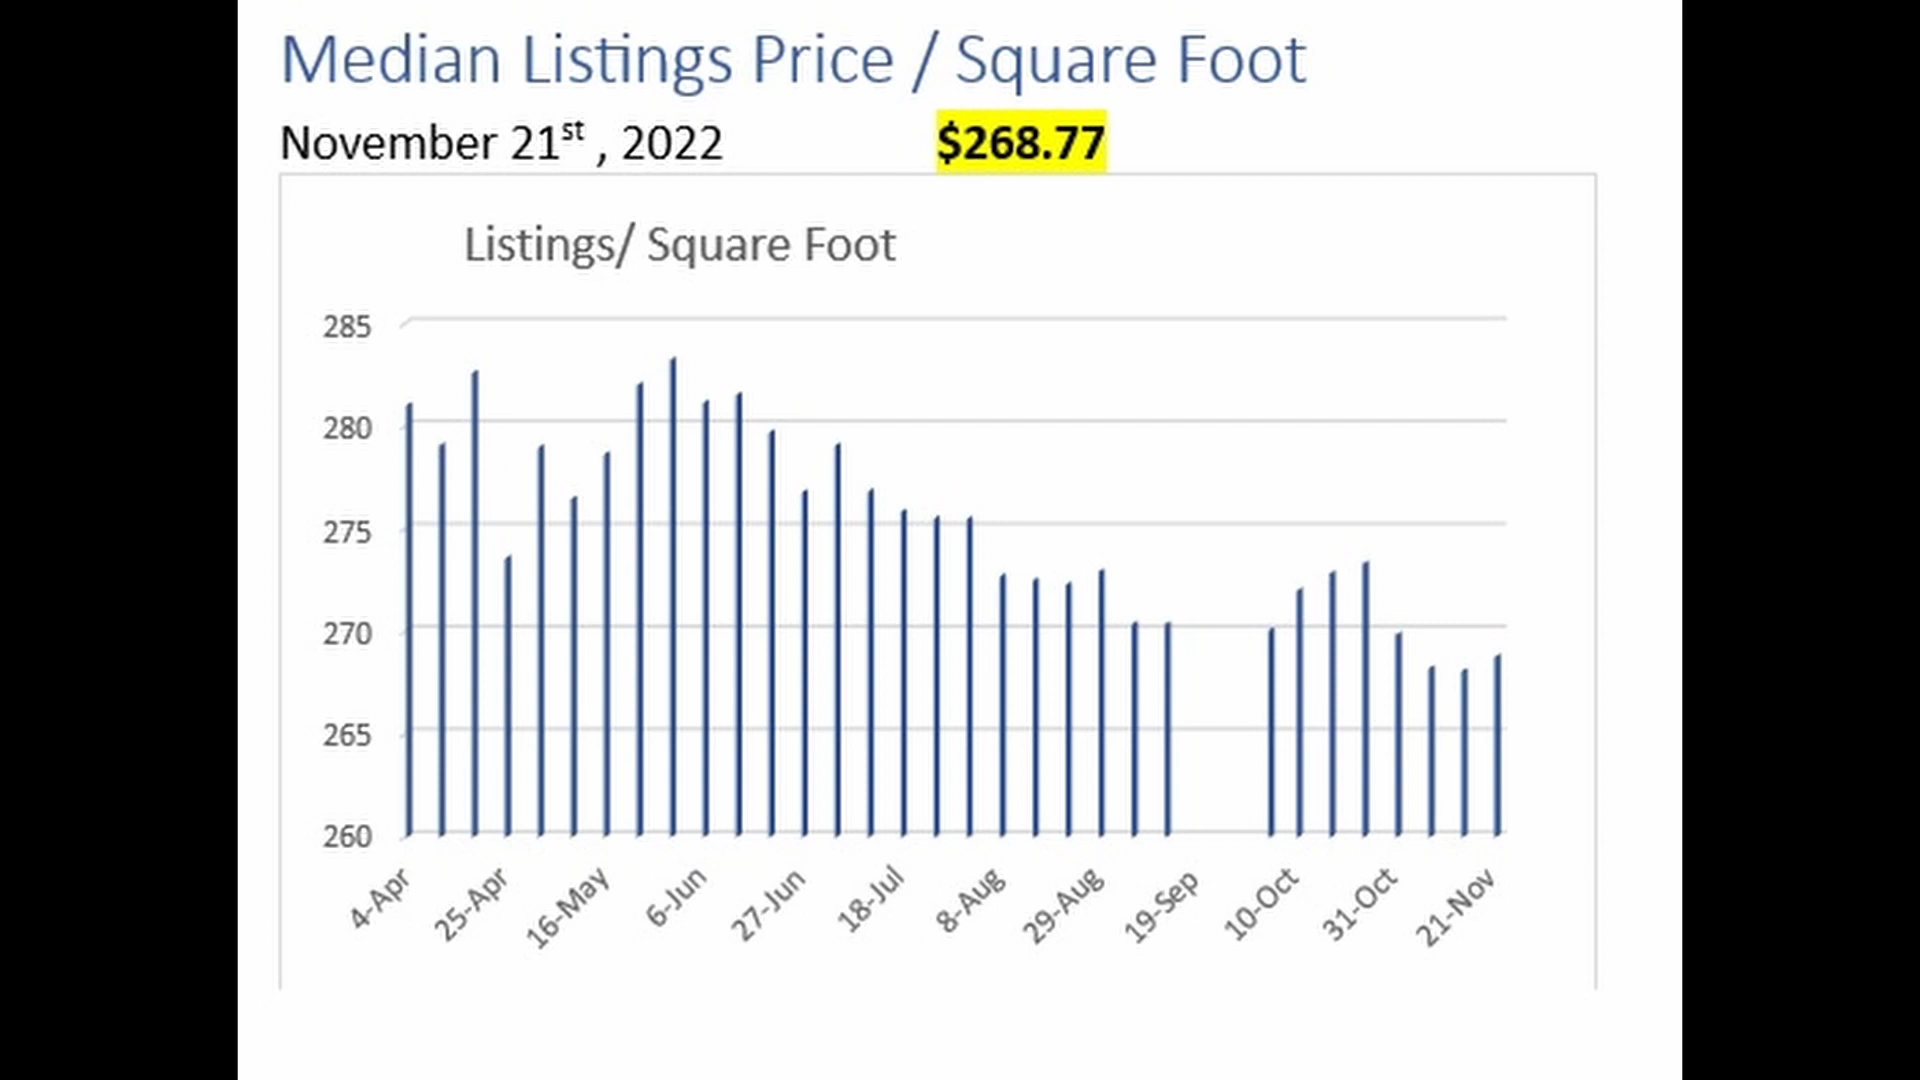 Median Listings Price / Square Foot
November 21st , 2022 $268.77
Listings/ Square Foot
285
280
275
270
265
260
4-Apr 25-Apr 16-May 6-Jun 27-Jun 18-Jul 8-Aug 29-Aug 19-Sep 10-Oct 31-Oct 21-Nov